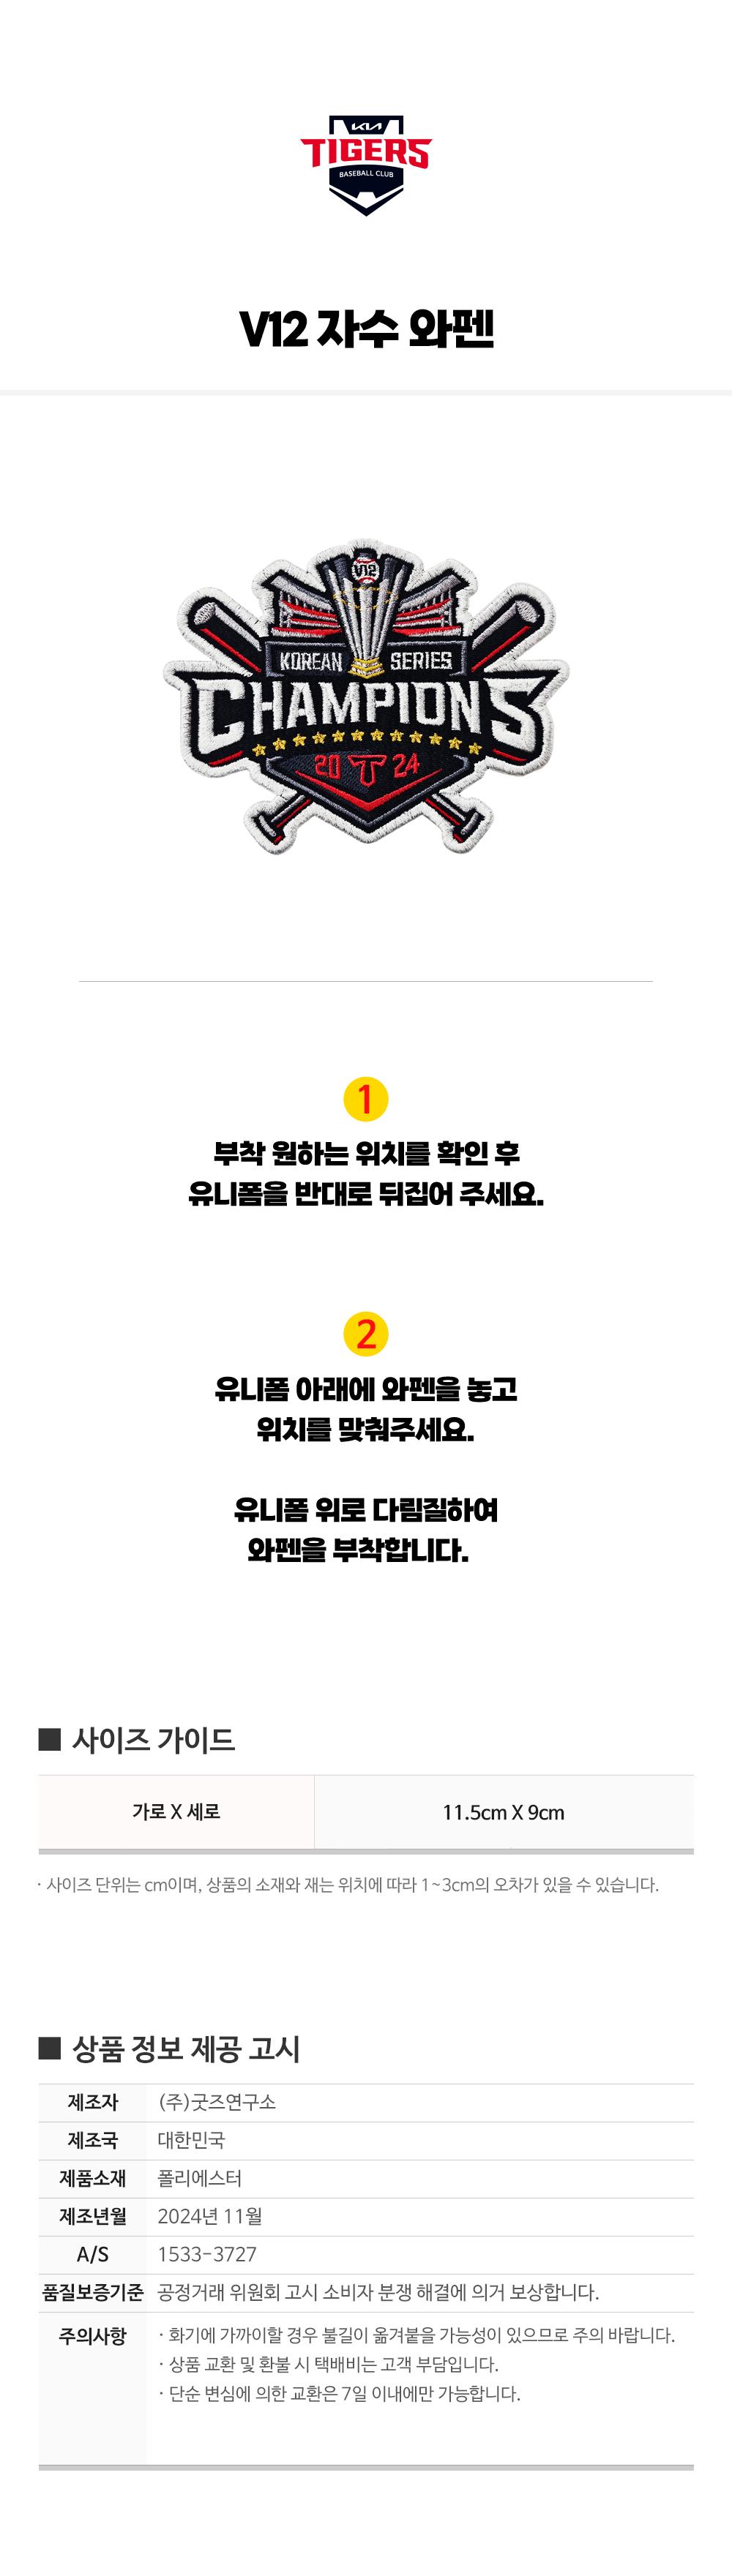 KIA
TIGERS
BASEBALL CLUB
V12 자수 와펜
V12
KOREAN SERIES
CHAMPIONS
20 T 24
1
부착 원하는 위치를 확인 후
유니폼을 반대로 뒤집어 주세요.
2
유니폼 아래에 와펜을 놓고
위치를 맞춰주세요.
유니폼 위로 다림질하여
와펜을 부착합니다.
■ 사이즈 가이드
가로 X 세로 11.5cm X 9cm
· 사이즈 단위는 cm이며, 상품의 소재와 재는 위치에 따라 1~3cm의 오차가 있을 수 있습니다.
■ 상품 정보 제공 고시
제조자 (주)굿즈연구소
제조국 대한민국
제품소재 폴리에스터
제조년월 2024년 11월
A/S 1533-3727
품질보증기준 공정거래 위원회 고시 소비자 분쟁 해결에 의거 보상합니다.
주의사항 · 화기에 가까이할 경우 불길이 옮겨붙을 가능성이 있으므로 주의 바랍니다.
· 상품 교환 및 환불 시 택배비는 고객 부담입니다.
· 단순 변심에 의한 교환은 7일 이내에만 가능합니다.